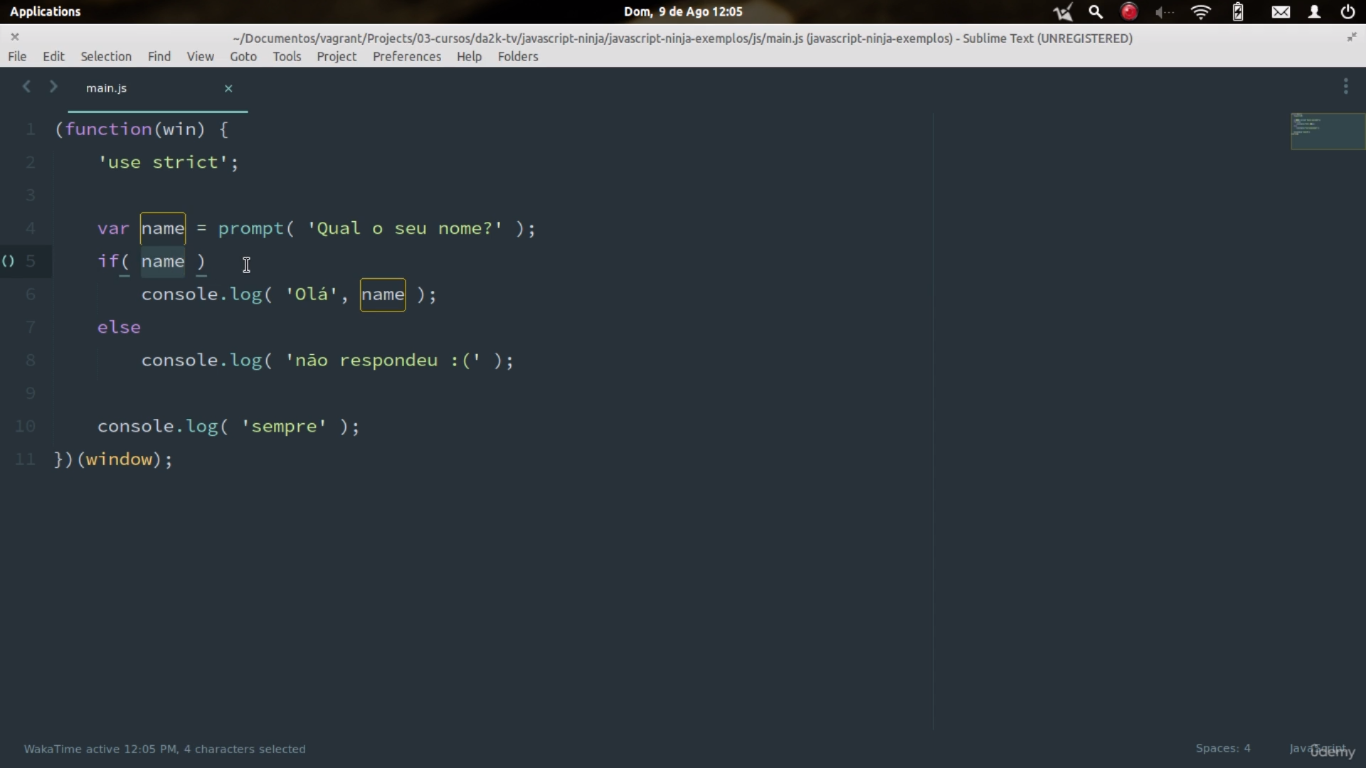 Applications Dom, 9 de Ago 12:05
~/Documentos/vagrant/Projects/03-cursos/da2k-tv/javascript-ninja/javascript-ninja-exemplos/js/main.js (javascript-ninja-exemplos) - Sublime Text (UNREGISTERED)
File Edit Selection Find View Goto Tools Project Preferences Help Folders
main.js
1 (function(win) {
2 'use strict';
3
4 var name = prompt( 'Qual o seu nome?' );
5 if( name )
6 console.log( 'Olá', name );
7 else
8 console.log( 'não respondeu :(' );
9
10 console.log( 'sempre' );
11 })(window);
WakaTime active 12:05 PM, 4 characters selected Spaces: 4 JavaScript
ûdemy